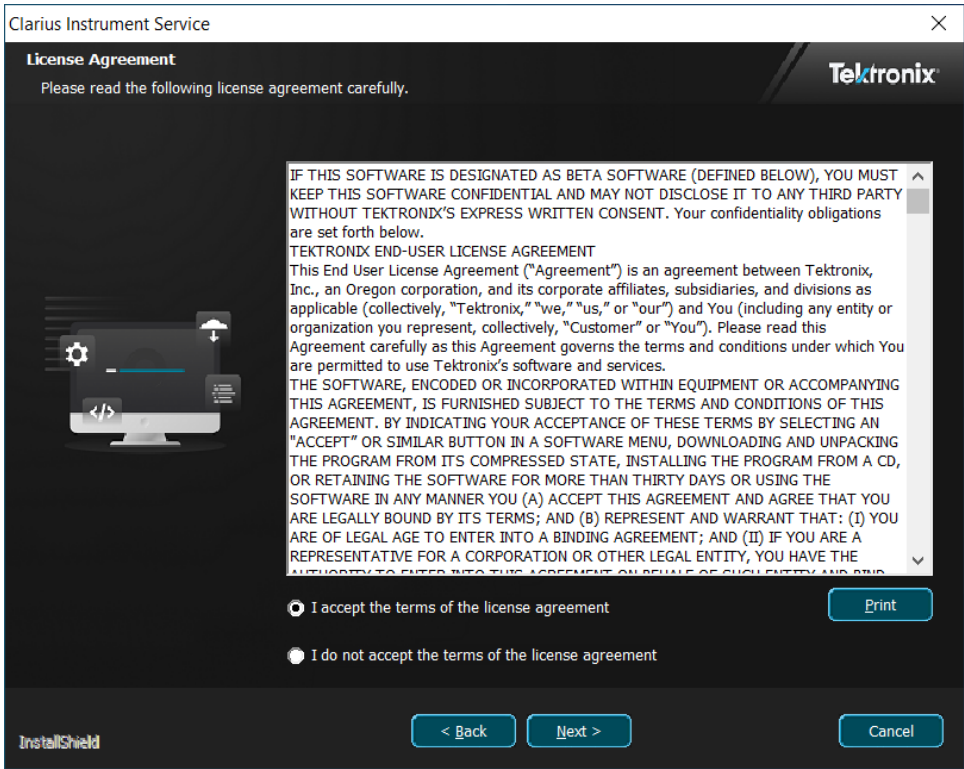 Clarius Instrument Service
License Agreement
Please read the following license agreement carefully.
Tektronix
IF THIS SOFTWARE IS DESIGNATED AS BETA SOFTWARE (DEFINED BELOW), YOU MUST
KEEP THIS SOFTWARE CONFIDENTIAL AND MAY NOT DISCLOSE IT TO ANY THIRD PARTY
WITHOUT TEKTRONIX’S EXPRESS WRITTEN CONSENT. Your confidentiality obligations
are set forth below.
TEKTRONIX END-USER LICENSE AGREEMENT
This End User License Agreement (“Agreement”) is an agreement between Tektronix,
Inc., an Oregon corporation, and its corporate affiliates, subsidiaries, and divisions as
applicable (collectively, “Tektronix,” “we,” “us,” or “our”) and You (including any entity or
organization you represent, collectively, “Customer” or “You”). Please read this
Agreement carefully as this Agreement governs the terms and conditions under which You
are permitted to use Tektronix’s software and services.
THE SOFTWARE, ENCODED OR INCORPORATED WITHIN EQUIPMENT OR ACCOMPANYING
THIS AGREEMENT, IS FURNISHED SUBJECT TO THE TERMS AND CONDITIONS OF THIS
AGREEMENT. BY INDICATING YOUR ACCEPTANCE OF THESE TERMS BY SELECTING AN
"ACCEPT” OR SIMILAR BUTTON IN A SOFTWARE MENU, DOWNLOADING AND UNPACKING
THE PROGRAM FROM ITS COMPRESSED STATE, INSTALLING THE PROGRAM FROM A CD,
OR RETAINING THE SOFTWARE FOR MORE THAN THIRTY DAYS OR USING THE
SOFTWARE IN ANY MANNER YOU (A) ACCEPT THIS AGREEMENT AND AGREE THAT YOU
ARE LEGALLY BOUND BY ITS TERMS; AND (B) REPRESENT AND WARRANT THAT: (I) YOU
ARE OF LEGAL AGE TO ENTER INTO A BINDING AGREEMENT; AND (II) IF YOU ARE A
REPRESENTATIVE FOR A CORPORATION OR OTHER LEGAL ENTITY, YOU HAVE THE
AUTHORITY TO ENTER INTO THIS AGREEMENT ON BEHALF OF SUCH ENTITY AND BIND
</>
I accept the terms of the license agreement
Print
I do not accept the terms of the license agreement
InstallShield
< Back
Next >
Cancel